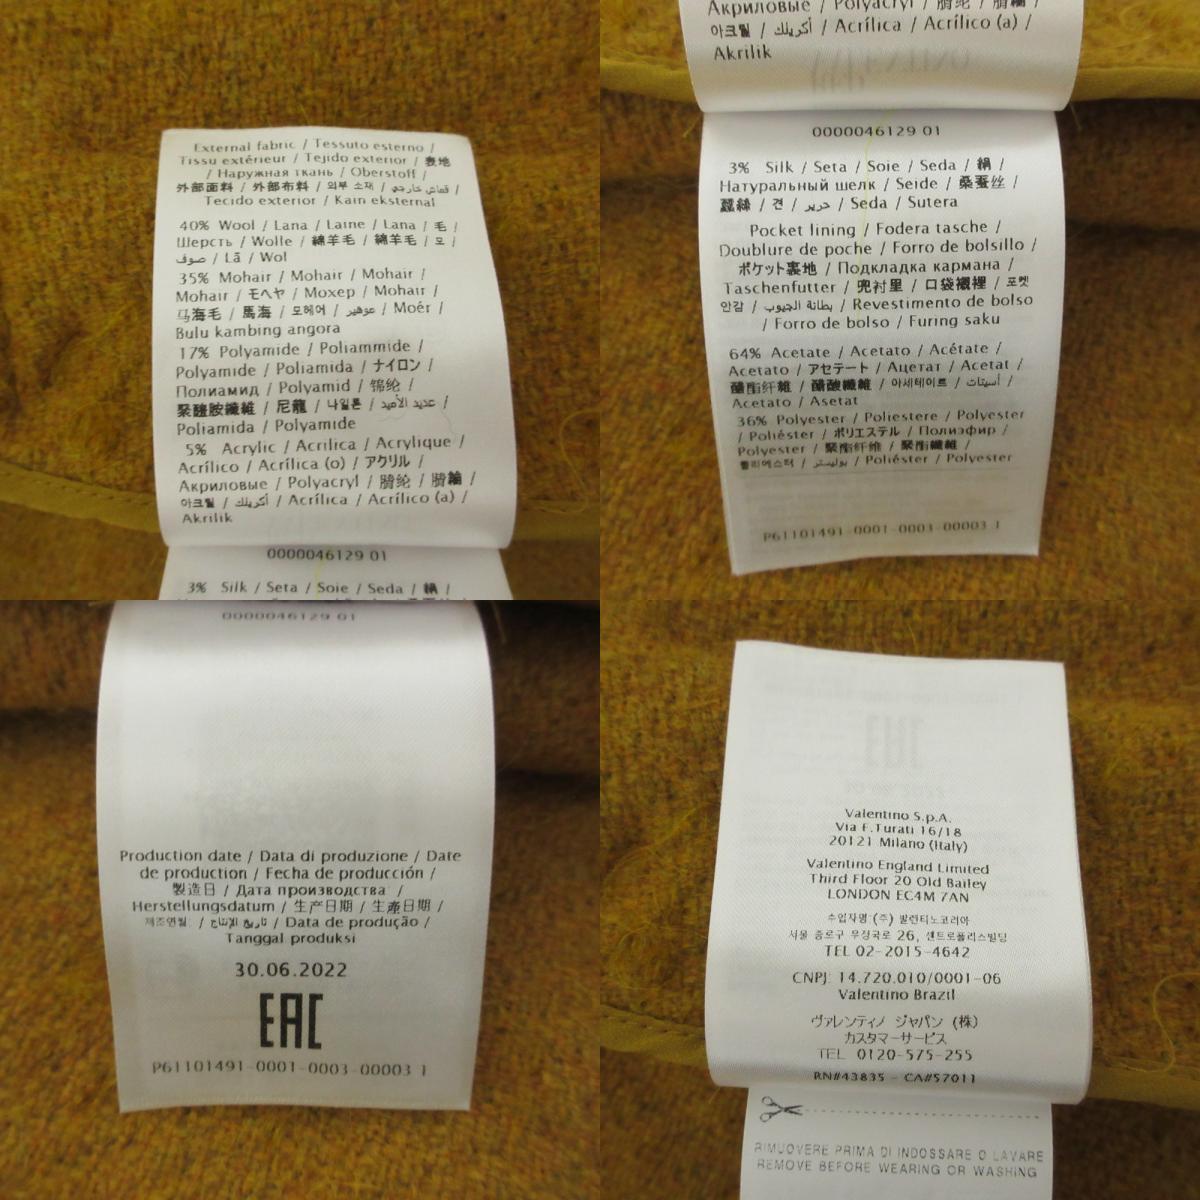 External fabric / Tessuto esterno /
Tissu extérieur / Tejido exterior / 表地
/ Наружная ткань / Oberstoff /
外部面料 / 外部布料 / 외부 소재 / قماش خارجي /
Tecido exterior / Kain eksternal
40% Wool / Lana / Laine / Lana / 毛 /
Шерсть / Wolle / 綿羊毛 / 綿羊毛 / 모 /
صوف / Lã / Wol
35% Mohair / Mohair / Mohair /
Mohair / モヘヤ / Мохер / Mohair /
马海毛 / 馬海 / 모헤어 / موهير / Moér /
Bulu kambing angora
17% Polyamide / Poliammide /
Polyamide / Poliamida / ナイロン /
Полиамид / Polyamid / 锦纶 /
聚醯胺纖維 / 尼龍 / 나일론 / عديد الأميد /
Poliamida / Polyamide
5% Acrylic / Acrilica / Acrylique /
Acrílico / Acrílica (o) / アクリル /
Акриловые / Polyacryl / 腈纶 / 腈綸 /
아크릴 / أكريلك / Acrílica / Acrílico (a) /
Akrilik
0000046129 01
3% Silk / Seta / Soie / Seda / 絹 /
Акриловые / Polyacryl / 腈纶 / 腈綸 /
아크릴 / أكريلك / Acrílica / Acrílico (a) /
Akrilik
0000046129 01
3% Silk / Seta / Soie / Seda / 絹 /
Натуральный шелк / Seide / 桑蚕丝 /
蠶絲 / 견 / حرير / Seda / Sutera
Pocket lining / Fodera tasche /
Doublure de poche / Forro de bolsillo /
ポケット裏地 / Подкладка кармана /
Taschenfutter / 兜衬里 / 口袋襯裡 / 포켓
안감 / بطانة الجيوب / Revestimento de bolso
/ Forro de bolso / Furing saku
64% Acetate / Acetato / Acétate /
Acetato / アセテート / Ацетат / Acetat /
醋酯纤維 / 醋酸纖維 / 아세테이트 / أسيتات /
Acetato / Asetat
36% Polyester / Poliestere / Polyester
/ Poliéster / ポリエステル / Полиэфир /
Polyester / 聚酯纤维 / 聚酯纖維 /
폴리에스터 / بوليستر / Poliéster / Polyester
P61101491-0001-0003-00003 1
0000046129 01
Production date / Data di produzione / Date
de production / Fecha de producción /
製造日 / Дата производства /
Herstellungsdatum / 生产日期 / 生產日期 /
제조연월: / تاريخ الإنتاج / Data de produção /
Tanggal produksi
30.06.2022
EAC
P61101491-0001-0003-00003 1
Valentino S.p.A.
Via F.Turati 16/18
20121 Milano (Italy)
Valentino England Limited
Third Floor 20 Old Bailey
LONDON EC4M 7AN
수입자명:(주) 발렌티노코리아
서울 종로구 우정국로 26, 센트로폴리스빌딩
TEL 02-2015-4642
CNPJ: 14.720.010/0001-06
Valentino Brazil
ヴァレンティノ ジャパン (株)
カスタマーサービス
TEL 0120-575-255
RN#43835 - CA#57011
RIMUOVERE PRIMA DI INDOSSARE O LAVARE
REMOVE BEFORE WEARING OR WASHING